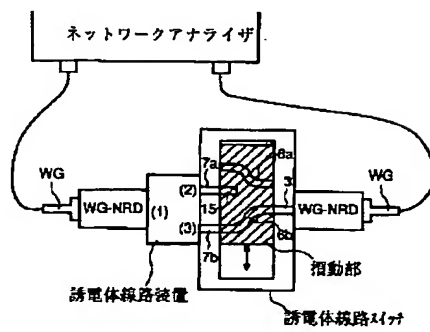 ネットワークアナライザ
WG
WG
WG-NRD
(1)
7a
6a
(2)
3
15
(3)
6b
7b
WG-NRD
摺動部
誘電体線路装置
誘電体線路スイッチ